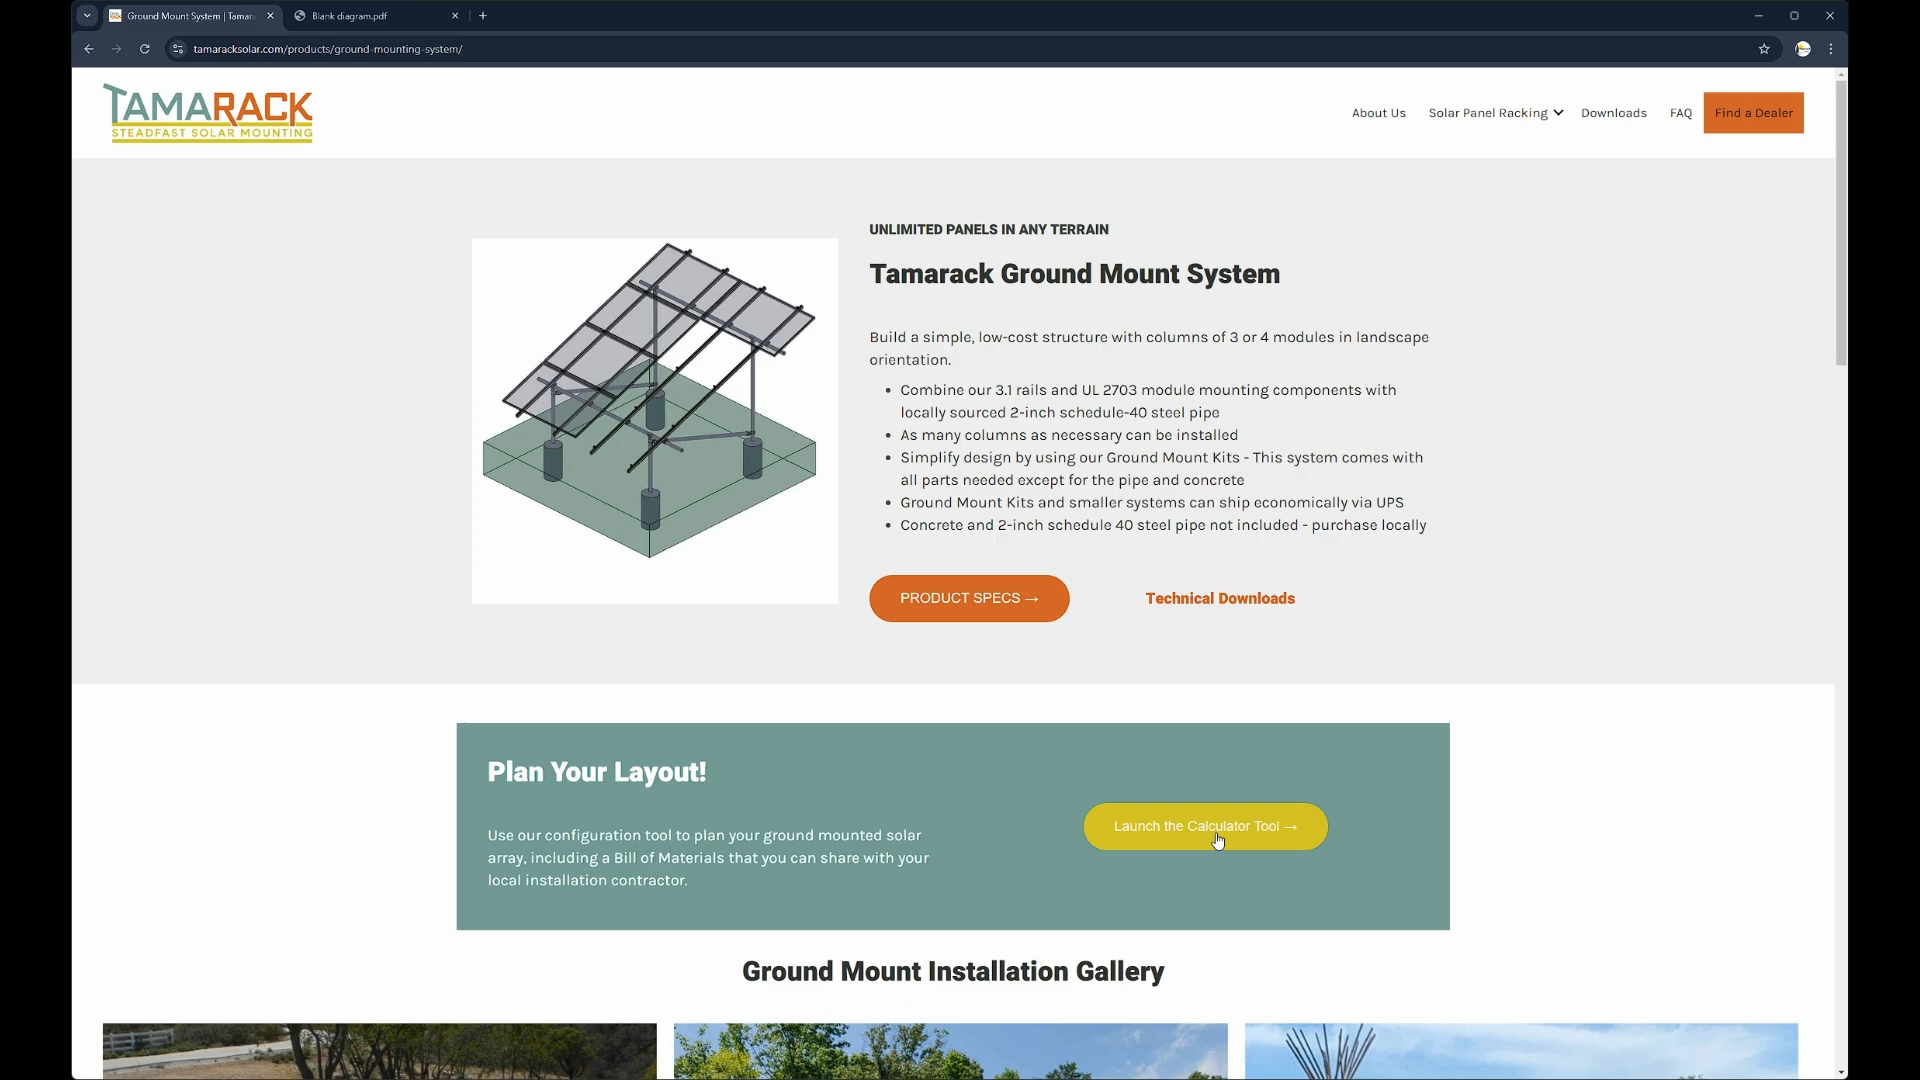 Ground Mount System | Tamara
Blank diagram.pdf
tamaracksolar.com/products/ground-mounting-system/
TAMARACK
STEADFAST SOLAR MOUNTING
About Us
Solar Panel Racking
Downloads
FAQ
Find a Dealer
UNLIMITED PANELS IN ANY TERRAIN
Tamarack Ground Mount System
Build a simple, low-cost structure with columns of 3 or 4 modules in landscape
orientation.
• Combine our 3.1 rails and UL 2703 module mounting components with
locally sourced 2-inch schedule-40 steel pipe
• As many columns as necessary can be installed
• Simplify design by using our Ground Mount Kits - This system comes with
all parts needed except for the pipe and concrete
• Ground Mount Kits and smaller systems can ship economically via UPS
• Concrete and 2-inch schedule 40 steel pipe not included - purchase locally
PRODUCT SPECS →
Technical Downloads
Plan Your Layout!
Use our configuration tool to plan your ground mounted solar
array, including a Bill of Materials that you can share with your
local installation contractor.
Launch the Calculator Tool →
Ground Mount Installation Gallery